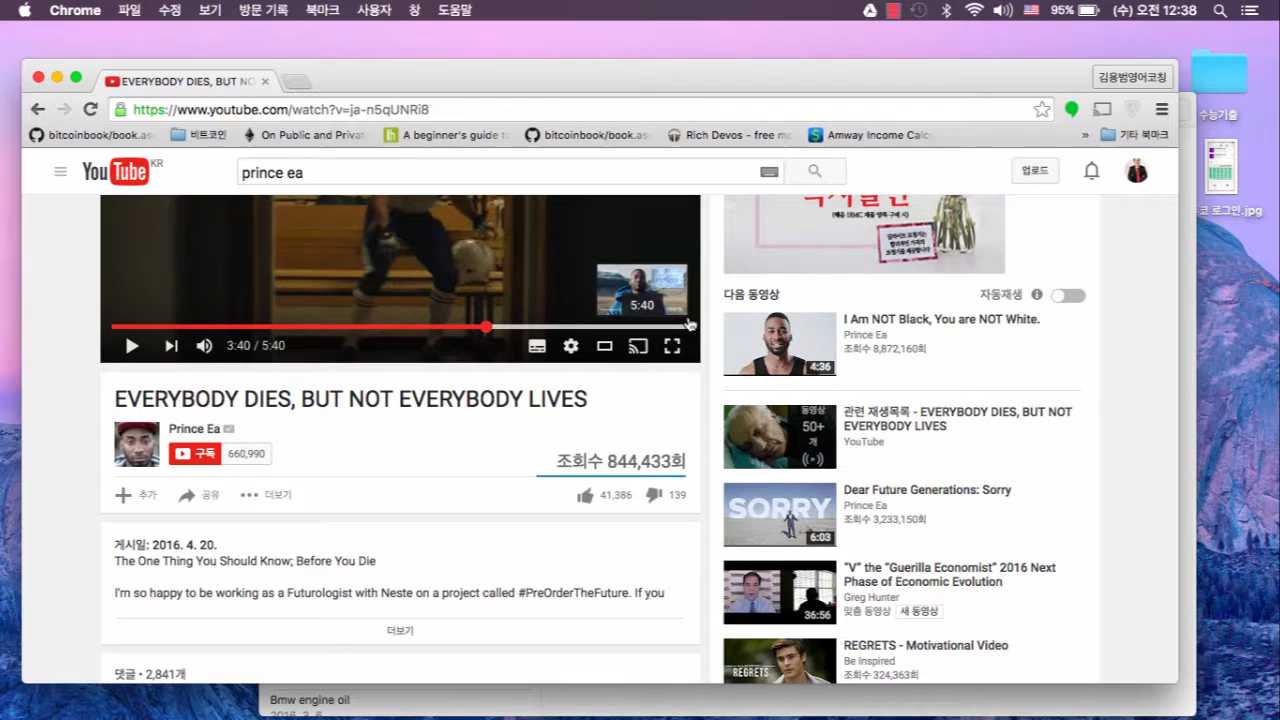 Chrome 파일 수정 보기 방문 기록 북마크 사용자 창 도움말
95% (수) 오전 12:38
EVERYBODY DIES, BUT NO
김용범영어코칭
https://www.youtube.com/watch?v=ja-n5qUNRi8
bitcoinbook/book.as
비트코인
On Public and Privat
A beginner's guide t
bitcoinbook/book.as
Rich Devos - free m
Amway Income Calc
» 기타 북마크
수능기출
코 로그인.jpg
YouTube KR
prince ea
업로드
5:40
3:40 / 5:40
EVERYBODY DIES, BUT NOT EVERYBODY LIVES
Prince Ea
구독 660,990
조회수 844,433회
추가 공유 더보기
41,386 139
게시일: 2016. 4. 20.
The One Thing You Should Know; Before You Die
I'm so happy to be working as a Futurologist with Neste on a project called #PreOrderTheFuture. If you
더보기
댓글 • 2,841개
다음 동영상
자동재생
4:36
I Am NOT Black, You are NOT White.
Prince Ea
조회수 8,872,160회
동영상
50+
개
관련 재생목록 - EVERYBODY DIES, BUT NOT
EVERYBODY LIVES
YouTube
SORRY
6:03
Dear Future Generations: Sorry
Prince Ea
조회수 3,233,150회
36:56
"V" the "Guerilla Economist" 2016 Next
Phase of Economic Evolution
Greg Hunter
맞춤 동영상 새 동영상
REGRETS
REGRETS - Motivational Video
Be Inspired
조회수 324,363회
Bmw engine oil
2016. 3. 6.